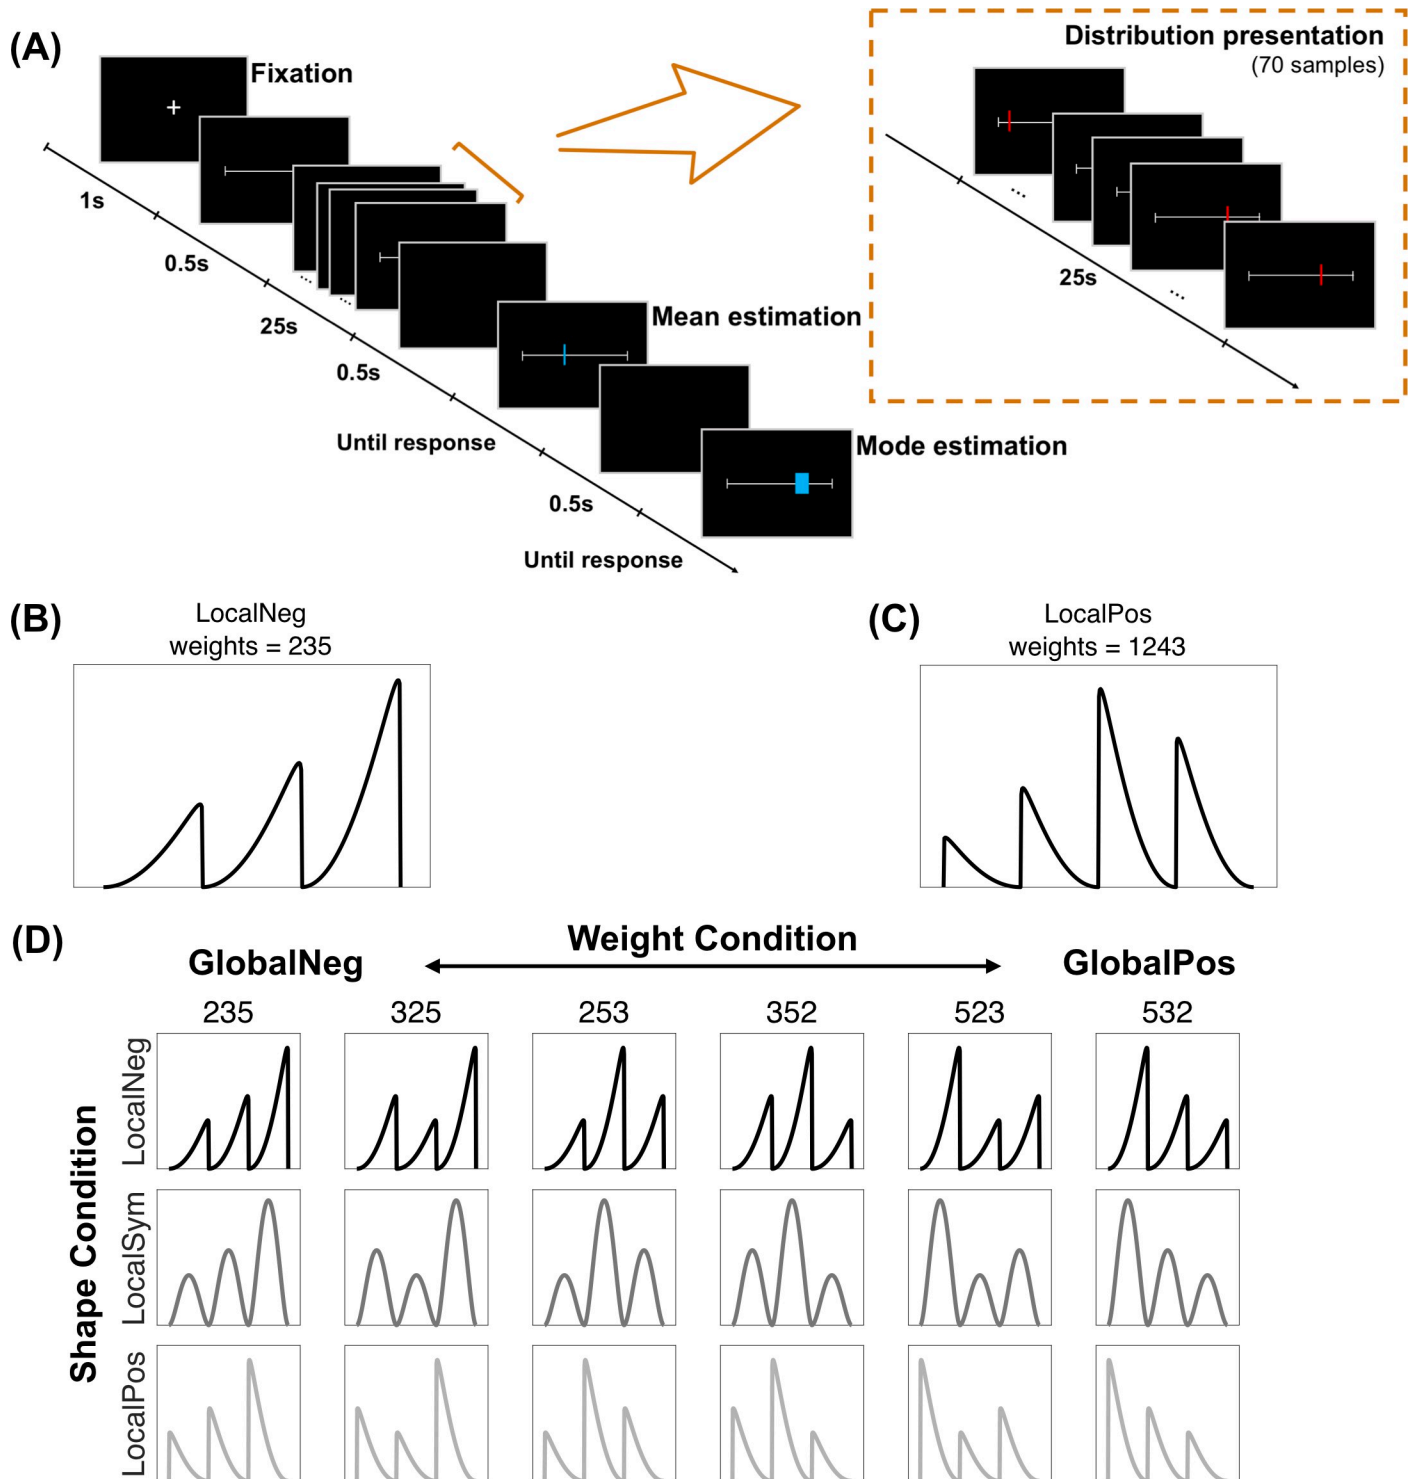 (A)
Fixation
1s
0.5s
...
...
25s
0.5s
Mean estimation
Until response
Mode estimation
0.5s
Until response
Distribution presentation
(70 samples)
...
25s
...
(B)
LocalNeg
weights = 235
(C)
LocalPos
weights = 1243
(D)
Weight Condition
GlobalNeg
GlobalPos
235 325 253 352 523 532
Shape Condition
LocalNeg
LocalSym
LocalPos